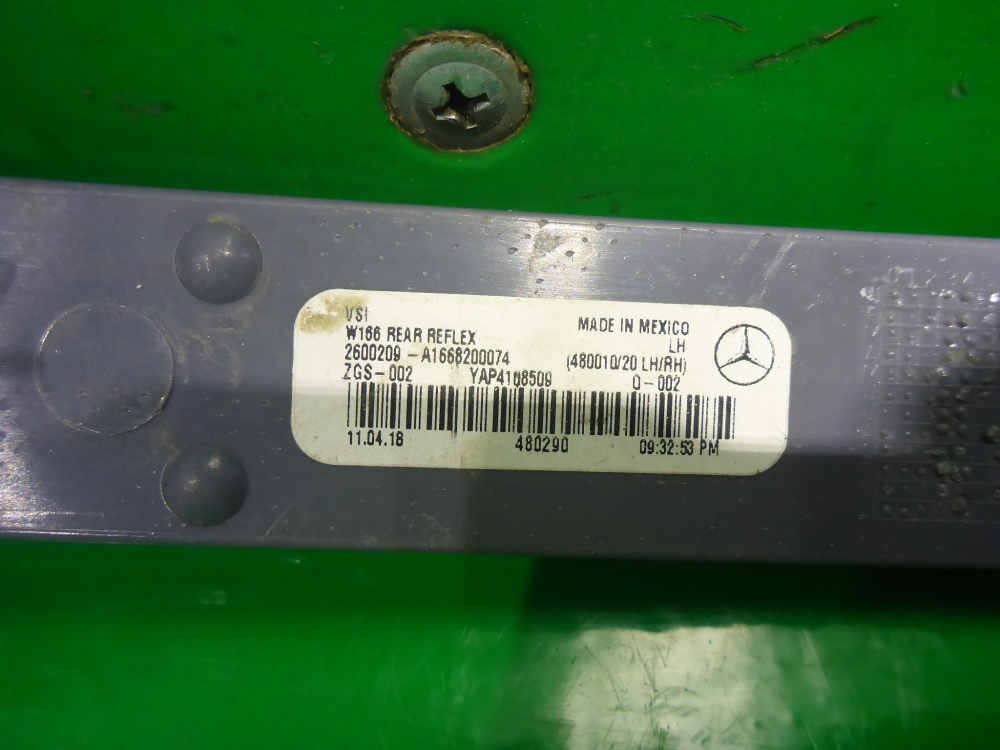 VSI
W166 REAR REFLEX
MADE IN MEXICO
LH
2600209 - A1668200074
(480010/20 LH/RH)
ZGS-002 YAP4108509 Q-002
11.04.18 480290 09:32:53 PM